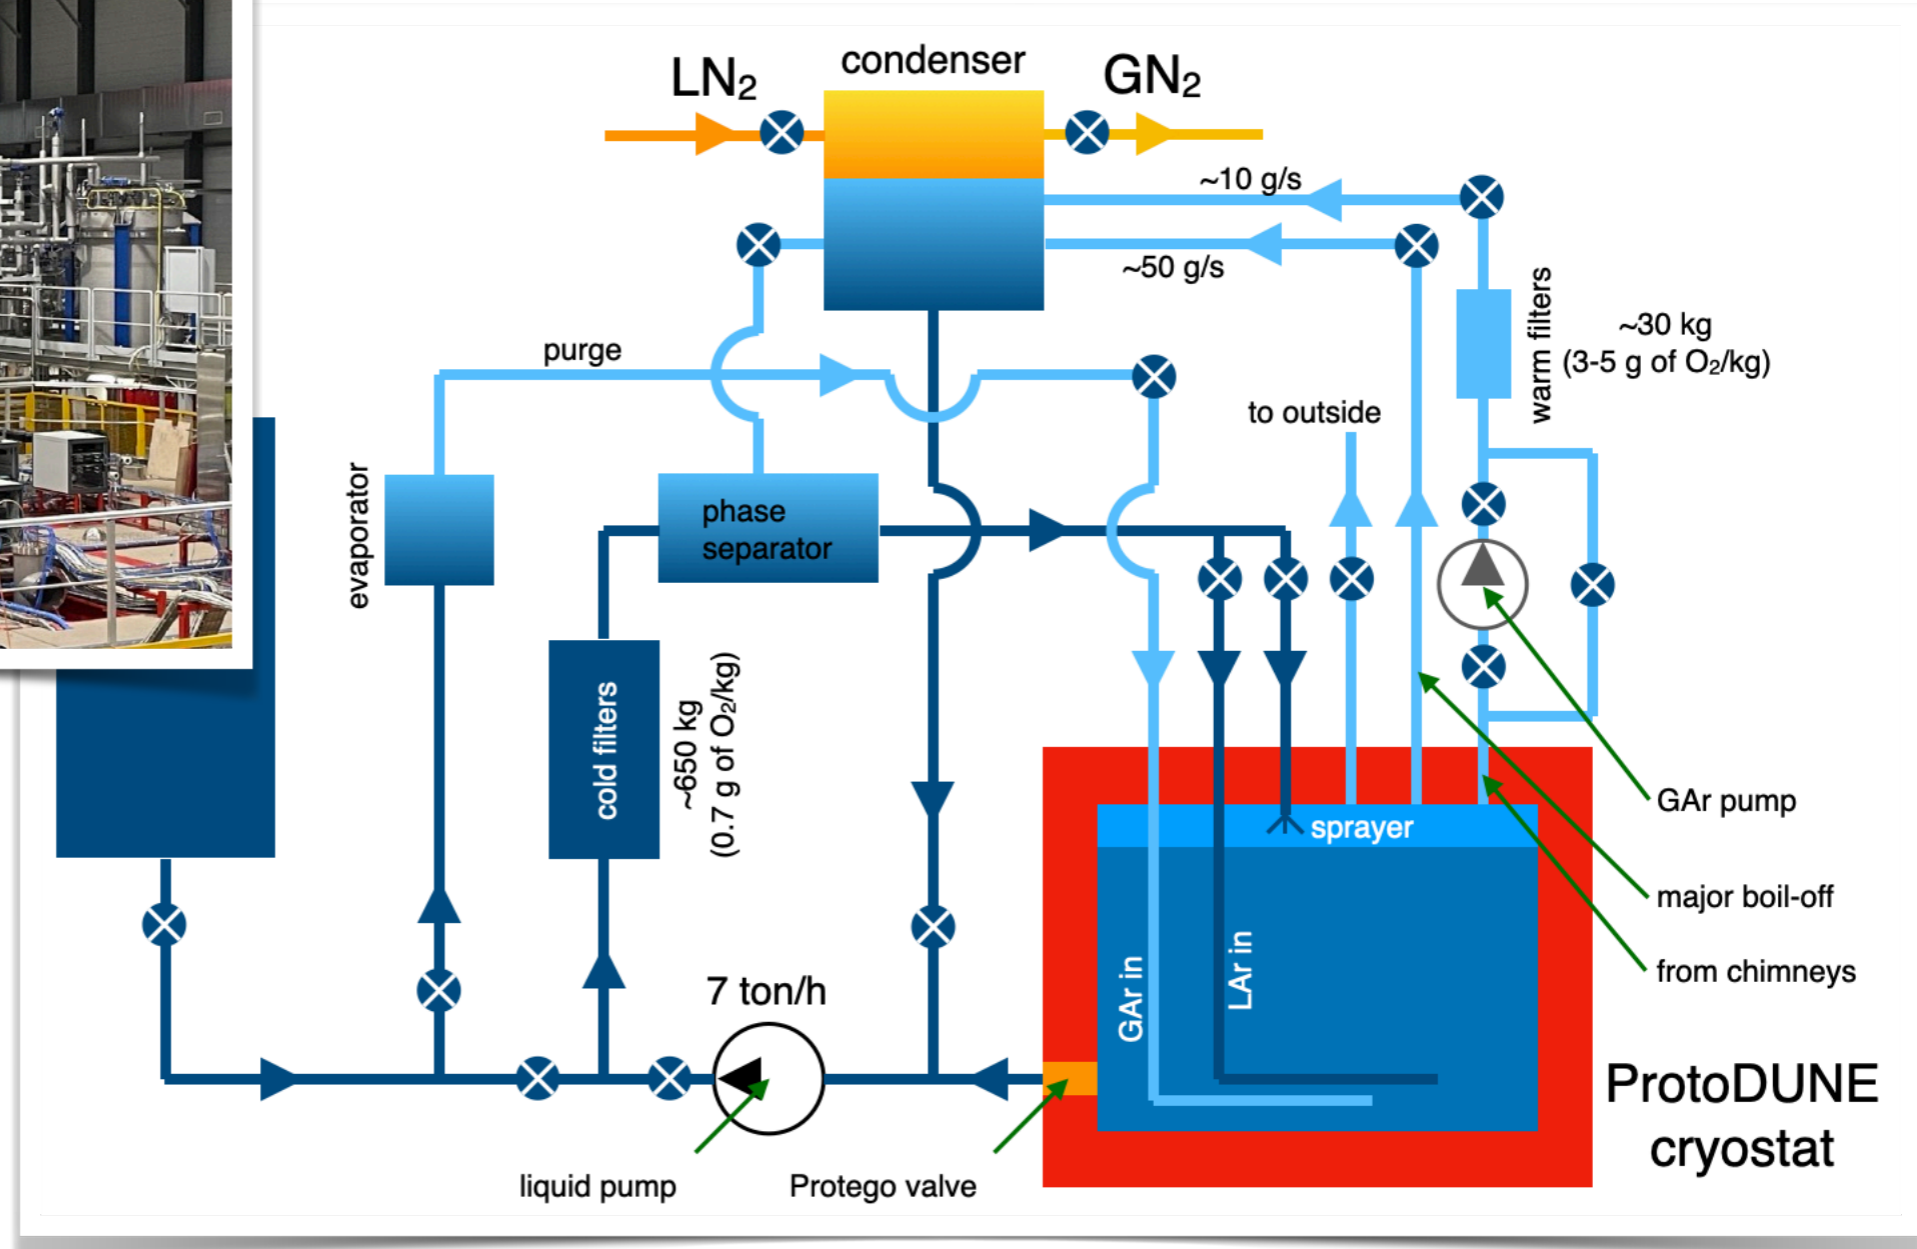 condenser
LN₂
GN₂
~10 g/s
~50 g/s
purge
warm filters
~30 kg
(3-5 g of O₂/kg)
to outside
evaporator
phase
separator
cold filters
~650 kg
(0.7 g of O₂/kg)
GAr pump
sprayer
major boil-off
GAr in
LAr in
from chimneys
7 ton/h
ProtoDUNE
cryostat
liquid pump
Protego valve